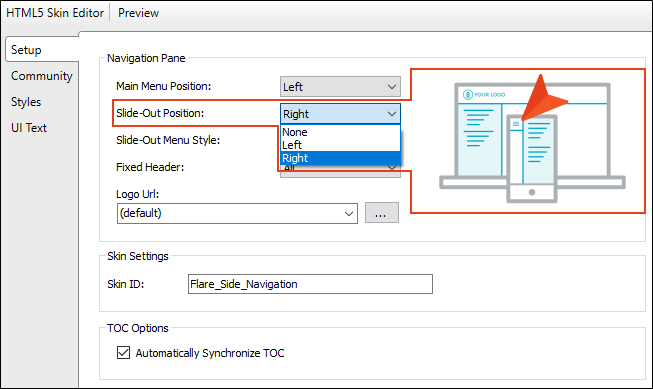 HTML5 Skin Editor
Preview
Setup
Community
Styles
UI Text
Navigation Pane
Main Menu Position:
Left
Slide-Out Position:
Right
None
Left
Right
Slide-Out Menu Style:
Fixed Header:
All
Logo Url:
(default)
...
YOUR LOGO
Skin Settings
Skin ID:
Flare_Side_Navigation
TOC Options
Automatically Synchronize TOC